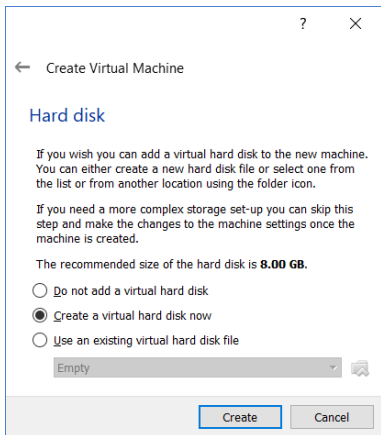 ?
Create Virtual Machine
Hard disk
If you wish you can add a virtual hard disk to the new machine.
You can either create a new hard disk file or select one from
the list or from another location using the folder icon.
If you need a more complex storage set-up you can skip this
step and make the changes to the machine settings once the
machine is created.
The recommended size of the hard disk is 8.00 GB.
Do not add a virtual hard disk
Create a virtual hard disk now
Use an existing virtual hard disk file
Empty
Create Cancel